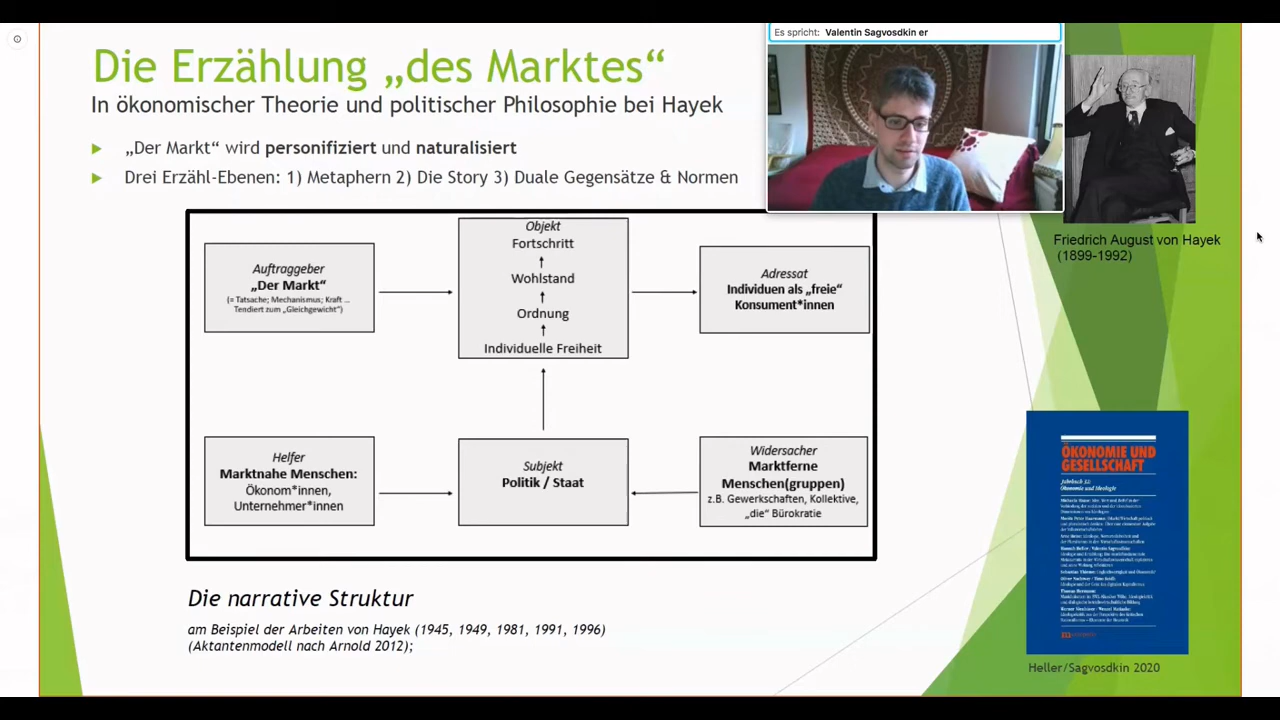 Es spricht: Valentin Sagvosdkin er
Die Erzählung „des Marktes“
In ökonomischer Theorie und politischer Philosophie bei Hayek
„Der Markt“ wird personifiziert und naturalisiert
Drei Erzähl-Ebenen: 1) Metaphern 2) Die Story 3) Duale Gegensätze & Normen
Friedrich August von Hayek
(1899-1992)
Auftraggeber
„Der Markt“
(= Tatsache; Mechanismus; Kraft ...
Tendiert zum „Gleichgewicht“)
Objekt
Fortschritt
Wohlstand
Ordnung
Individuelle Freiheit
Adressat
Individuen als „freie“
Konsument*innen
Helfer
Marktnahe Menschen:
Ökonom*innen,
Unternehmer*innen
Subjekt
Politik / Staat
Widersacher
Marktferne
Menschen(gruppen)
z.B. Gewerkschaften, Kollektive,
„die” Bürokratie
Die narrative Struktur
am Beispiel der Arbeiten von Hayek (1945, 1949, 1981, 1991, 1996)
(Aktantenmodell nach Arnold 2012);
ÖKONOMIE UND
GESELLSCHAFT
Jahrbuch 32
Ökonomie und Ideologie
Heller/Sagvosdkin 2020